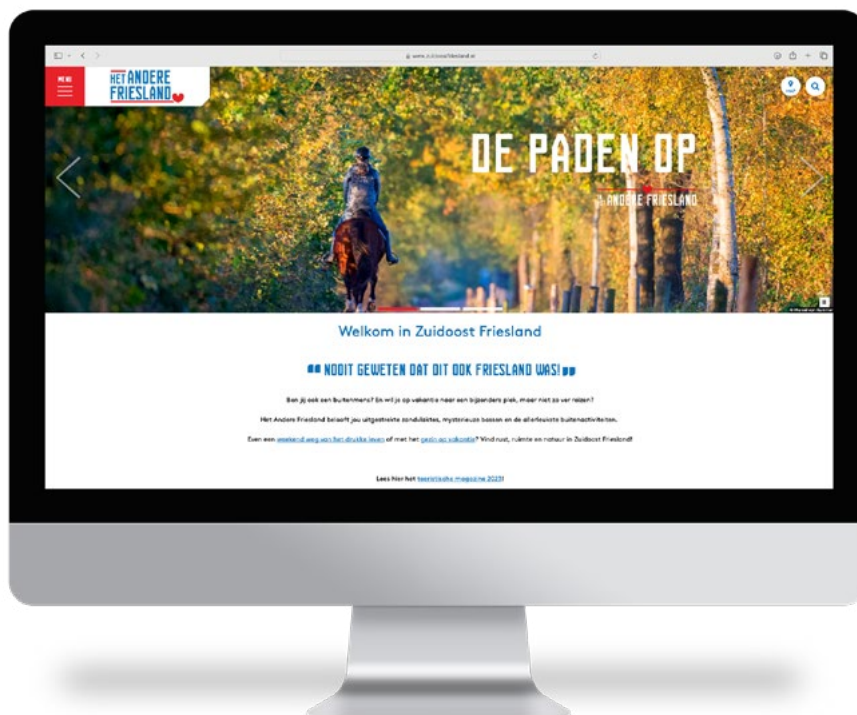 www.zuidoostfriesland.nl
MENU
HET ANDERE
FRIESLAND
DE PADEN OP
'T ANDERE FRIESLAND
Welkom in Zuidoost Friesland
"NOOIT GEWETEN DAT DIT OOK FRIESLAND WAS!"
Ben jij ook een buitenmens? En wil je op vakantie naar een bijzondere plek, maar niet zo ver reizen?
Het Andere Friesland belooft jou uitgestrekte zandvlaktes, mysterieuze bossen en de allerleukste buitenactiviteiten.
Even een weekend weg van het drukke leven of met het gezin op vakantie? Vind rust, ruimte en natuur in Zuidoost Friesland!
Lees hier het toeristische magazine 2023!